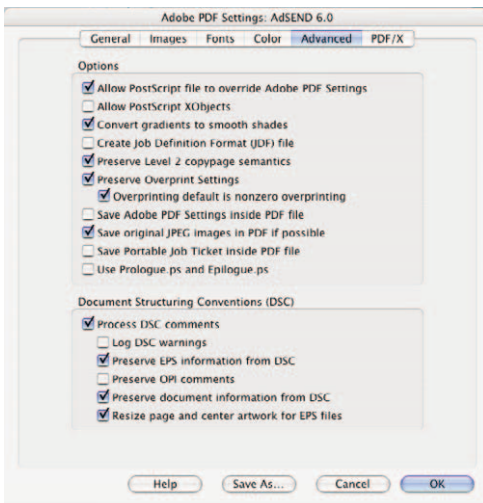 Adobe PDF Settings: AdSEND 6.0
General Images Fonts Color Advanced PDF/X
Options
Allow PostScript file to override Adobe PDF Settings
Allow PostScript XObjects
Convert gradients to smooth shades
Create Job Definition Format (JDF) file
Preserve Level 2 copypage semantics
Preserve Overprint Settings
Overprinting default is nonzero overprinting
Save Adobe PDF Settings inside PDF file
Save original JPEG images in PDF if possible
Save Portable Job Ticket inside PDF file
Use Prologue.ps and Epilogue.ps
Document Structuring Conventions (DSC)
Process DSC comments
Log DSC warnings
Preserve EPS information from DSC
Preserve OPI comments
Preserve document information from DSC
Resize page and center artwork for EPS files
Help Save As... Cancel OK